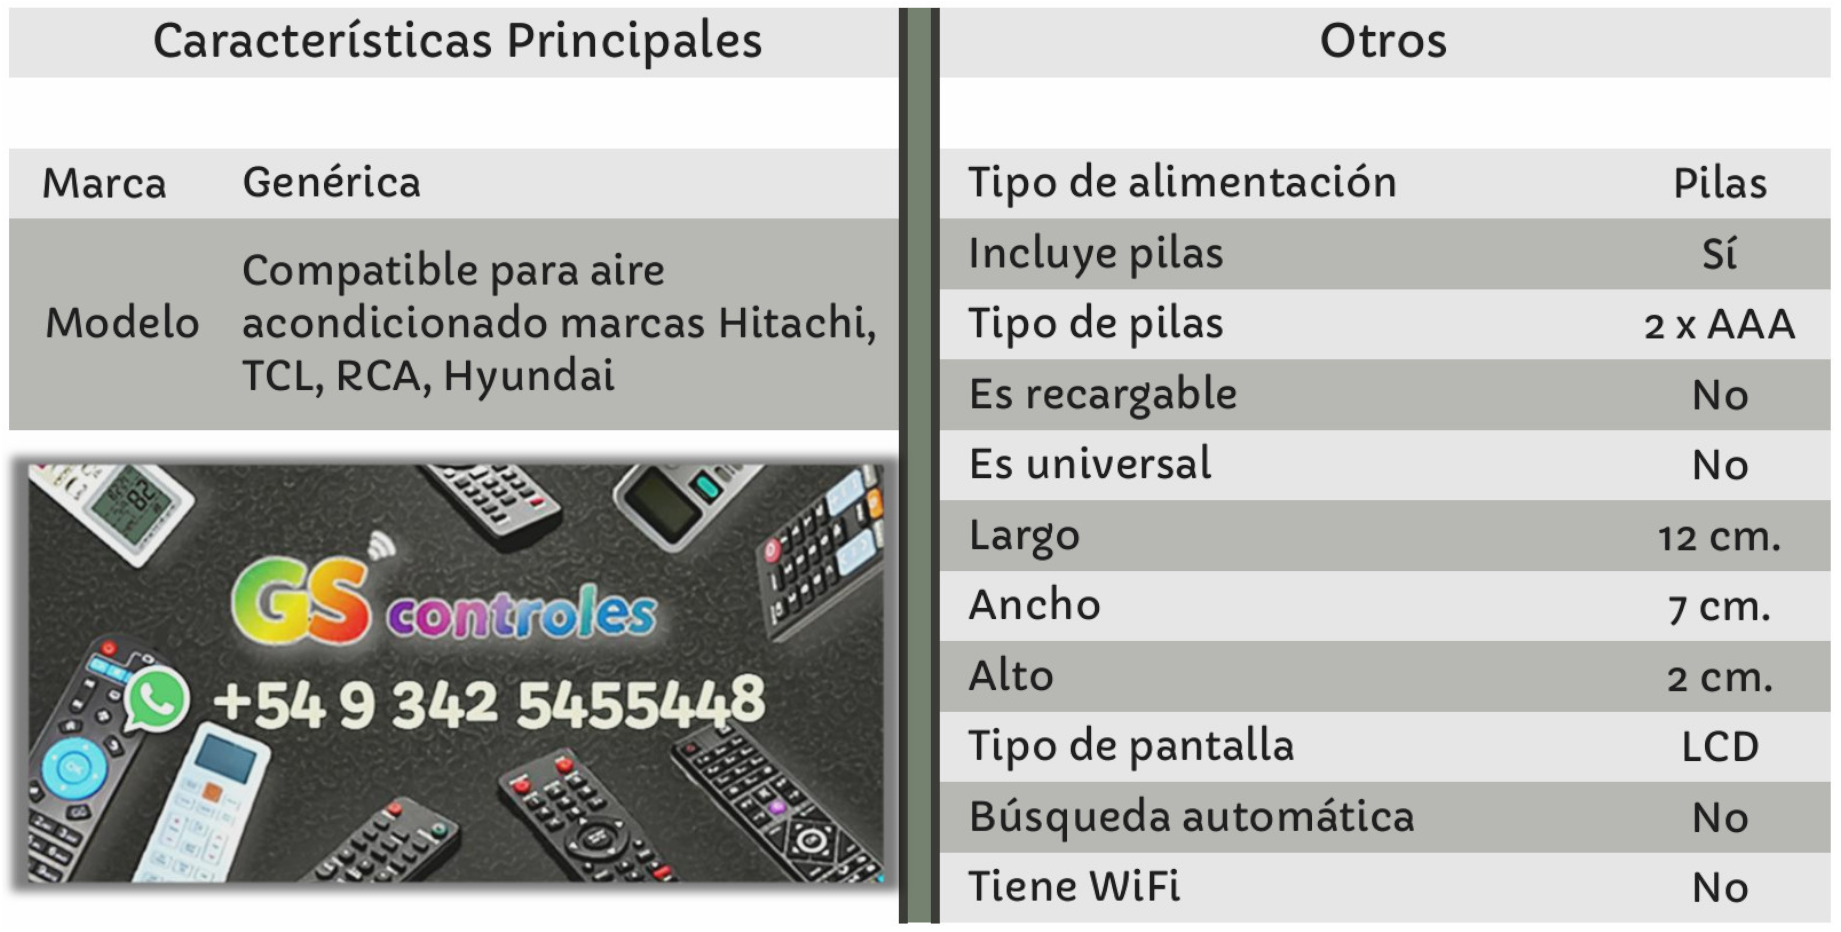 Características Principales
Marca Genérica
Modelo Compatible para aire
acondicionado marcas Hitachi,
TCL, RCA, Hyundai
GS controles
+54 9 342 5455448
Otros
Tipo de alimentación Pilas
Incluye pilas Sí
Tipo de pilas 2 x AAA
Es recargable No
Es universal No
Largo 12 cm.
Ancho 7 cm.
Alto 2 cm.
Tipo de pantalla LCD
Búsqueda automática No
Tiene WiFi No